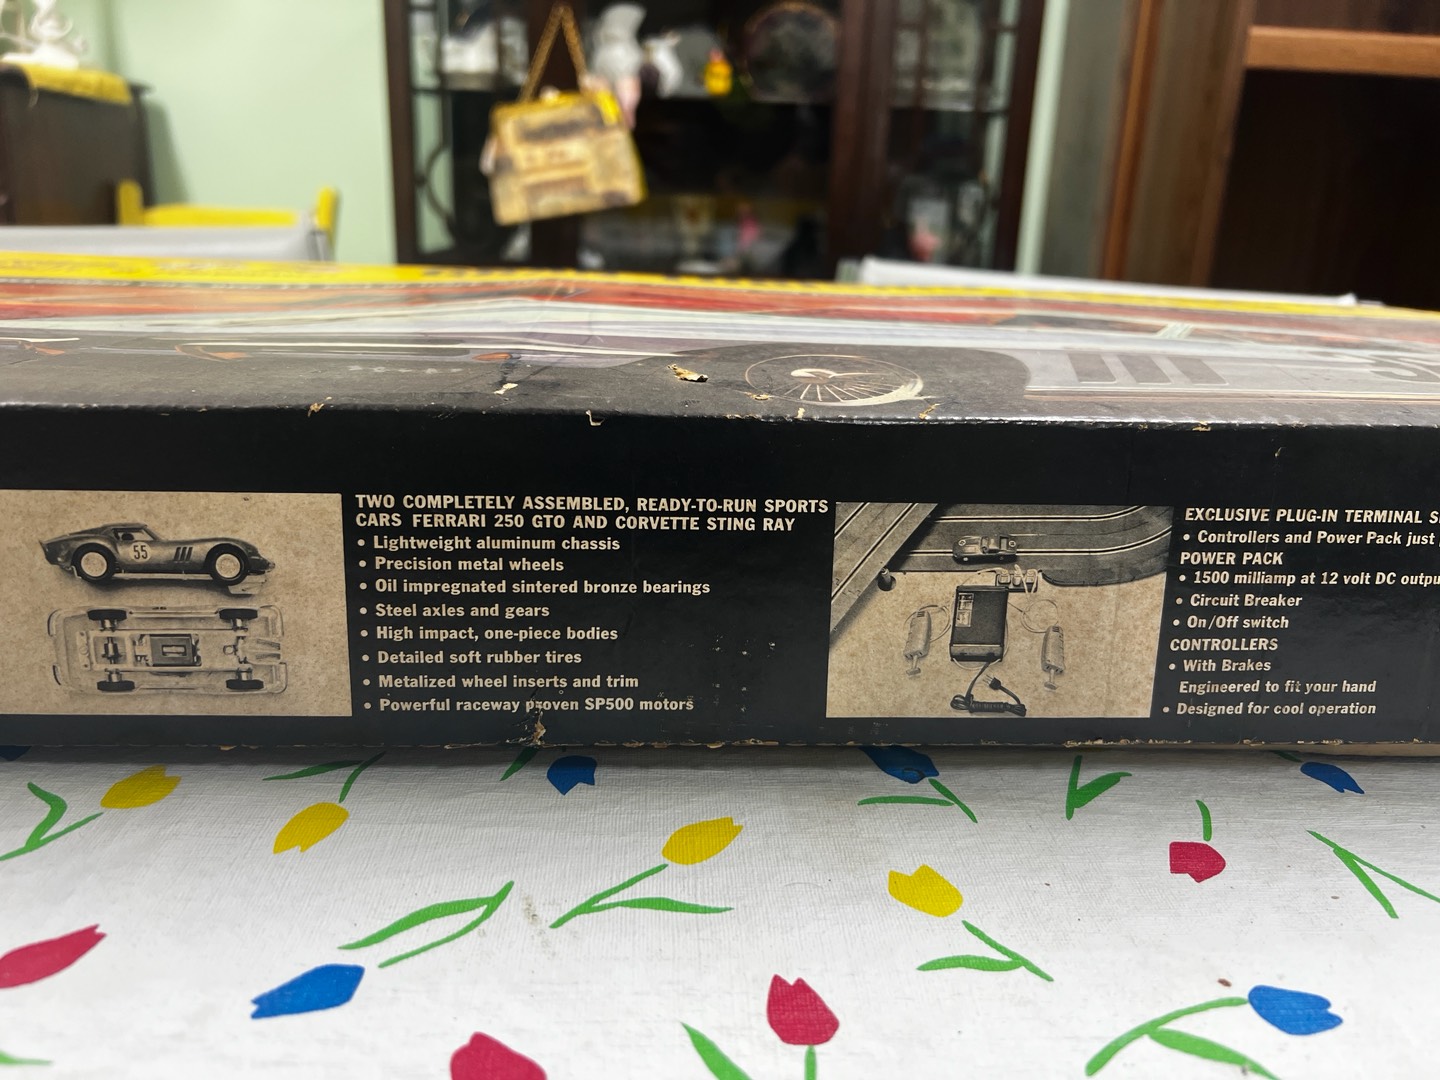 TWO COMPLETELY ASSEMBLED, READY-TO-RUN SPORTS
CARS FERRARI 250 GTO AND CORVETTE STING RAY
• Lightweight aluminum chassis
• Precision metal wheels
• Oil impregnated sintered bronze bearings
• Steel axles and gears
• High impact, one-piece bodies
• Detailed soft rubber tires
• Metalized wheel inserts and trim
• Powerful raceway proven SP500 motors
55
EXCLUSIVE PLUG-IN TERMINAL
• Controllers and Power Pack just
POWER PACK
• 1500 milliamp at 12 volt DC
• Circuit Breaker
• On/Off switch
CONTROLLERS
• With Brakes
Engineered to fit your hand
• Designed for cool operation